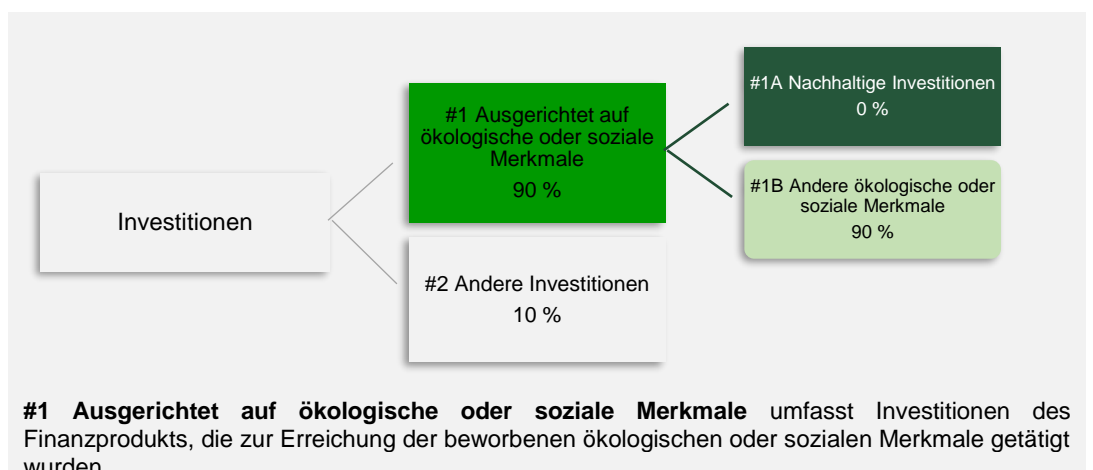 #1A Nachhaltige Investitionen
0 %
#1 Ausgerichtet auf
ökologische oder soziale
Merkmale
90 %
#1B Andere ökologische oder
soziale Merkmale
90 %
Investitionen
#2 Andere Investitionen
10 %
#1 Ausgerichtet auf ökologische oder soziale Merkmale umfasst Investitionen des
Finanzprodukts, die zur Erreichung der beworbenen ökologischen oder sozialen Merkmale getätigt
wurden